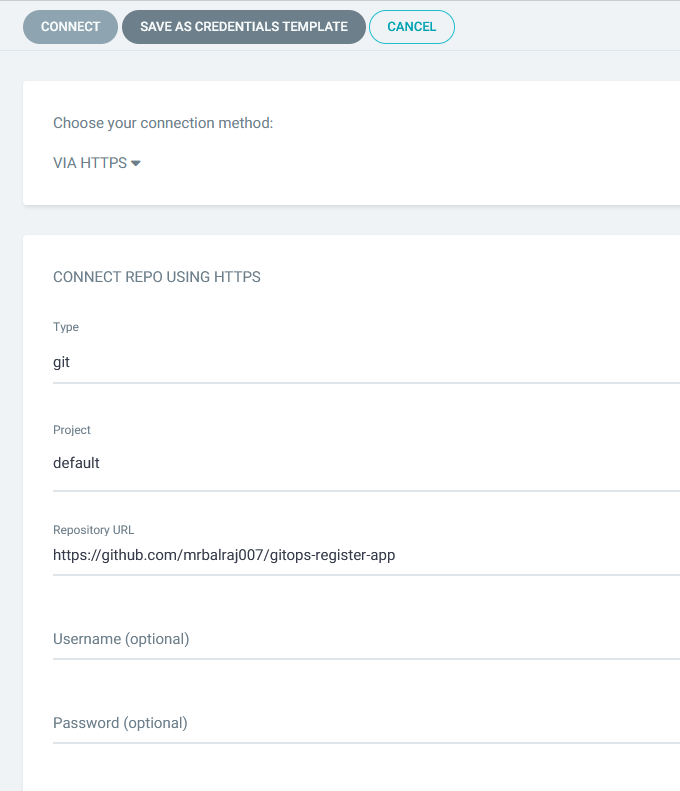 CONNECT SAVE AS CREDENTIALS TEMPLATE CANCEL
Choose your connection method:
VIA HTTPS
CONNECT REPO USING HTTPS
Type
git
Project
default
Repository URL
https://github.com/mrbalraj007/gitops-register-app
Username (optional)
Password (optional)